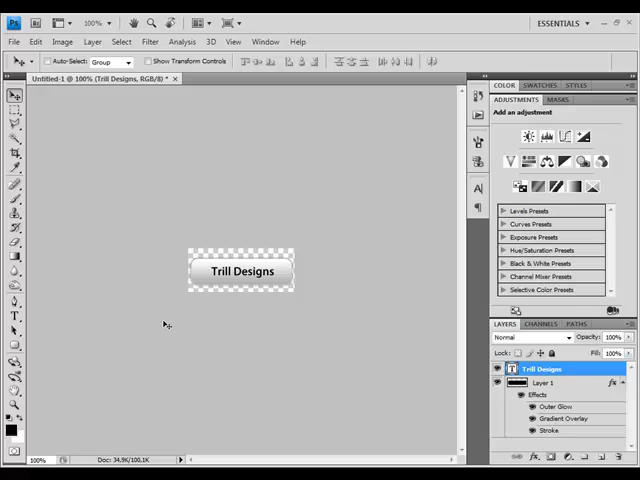 Ps Br 100% ESSENTIALS
File Edit Image Layer Select Filter Analysis 3D View Window Help
Auto-Select: Group Show Transform Controls
Untitled-1 @ 100% (Trill Designs, RGB/8) * x
COLOR SWATCHES STYLES
ADJUSTMENTS MASKS
Add an adjustment
Levels Presets
Curves Presets
Exposure Presets
Hue/Saturation Presets
Black & White Presets
Channel Mixer Presets
Selective Color Presets
Trill Designs
LAYERS CHANNELS PATHS
Normal Opacity: 100%
Lock: Fill: 100%
T Trill Designs
Layer 1 fx
Effects
Outer Glow
Gradient Overlay
Stroke
100% Doc: 34,9K/100,1K